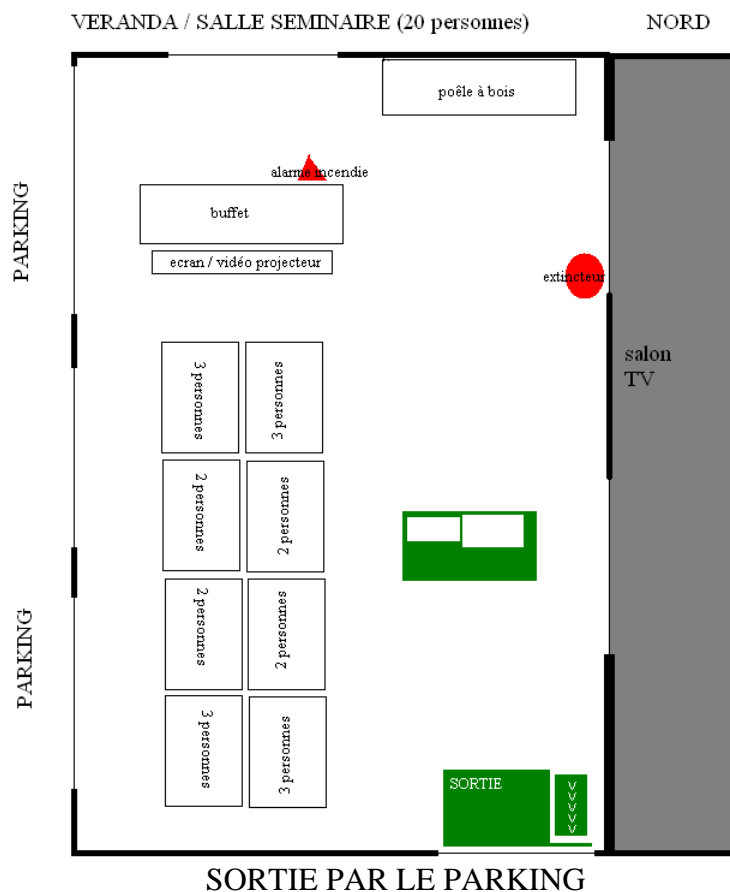 VERANDA / SALLE SEMINAIRE (20 personnes)
NORD
poêle à bois
alarme incendie
buffet
ecran / vidéo projecteur
PARKING
extincteur
salon
TV
3 personnes
3 personnes
2 personnes
2 personnes
2 personnes
2 personnes
3 personnes
3 personnes
PARKING
SORTIE
VVVVV
SORTIE PAR LE PARKING